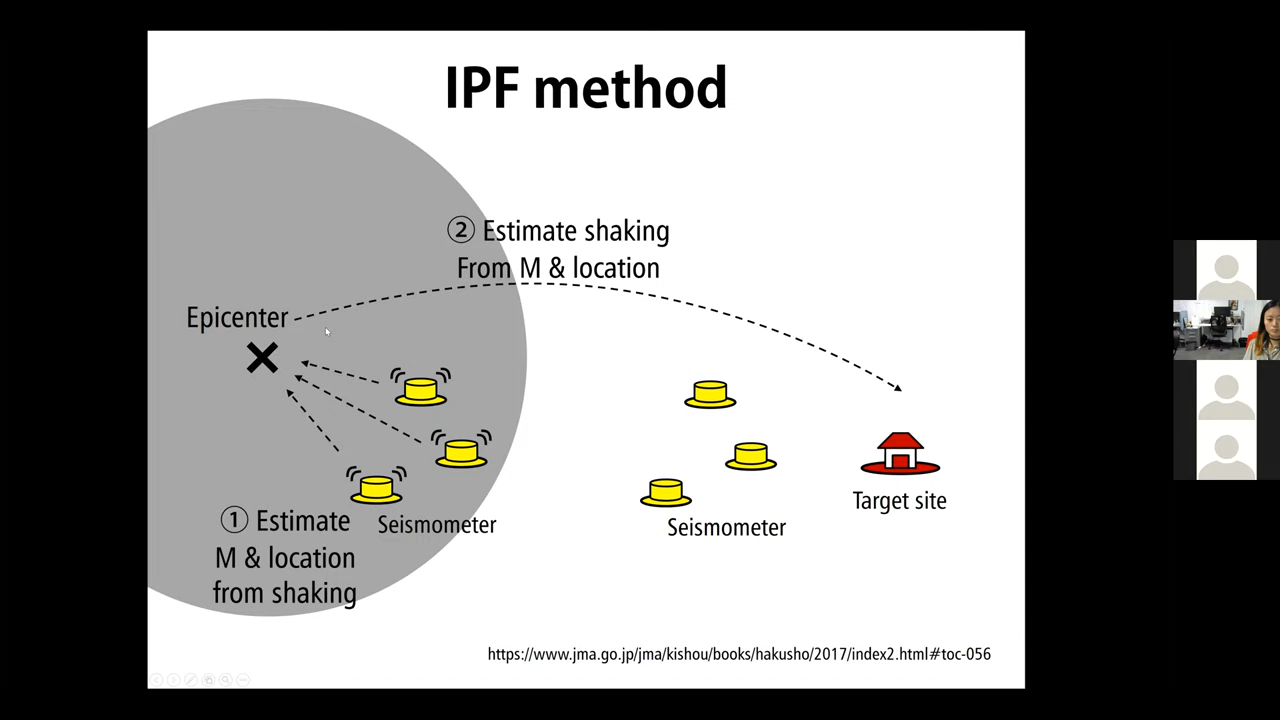 IPF method
② Estimate shaking
From M & location
Epicenter
① Estimate
M & location
from shaking
Seismometer
Seismometer
Target site
https://www.jma.go.jp/jma/kishou/books/hakusho/2017/index2.html#toc-056